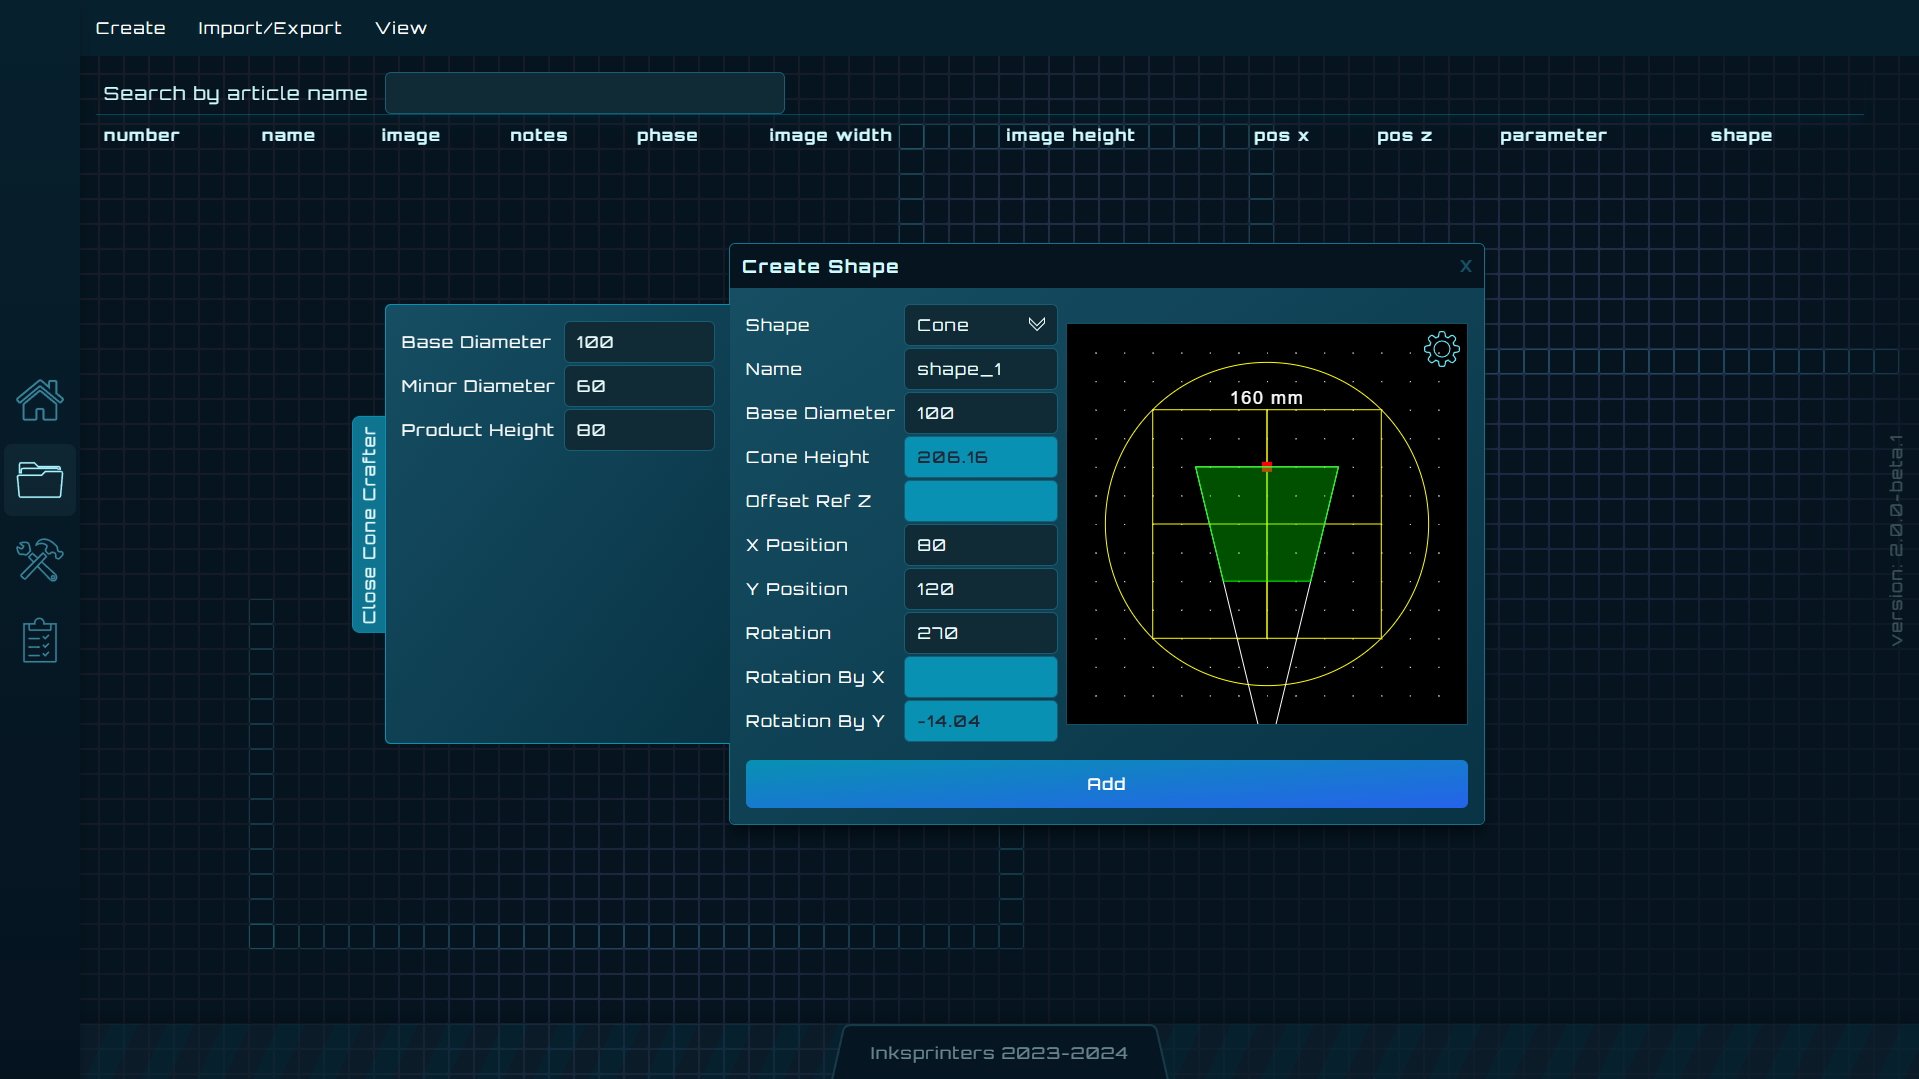 Create Import/Export View
Search by article name
number name image notes phase image width image height pos x pos z parameter shape
Create Shape X
Base Diameter 100
Minor Diameter 60
Product Height 80
Close Cone Crafter
Shape Cone
Name shape_1
Base Diameter 100
Cone Height 206.16
Offset Ref Z
X Position 80
Y Position 120
Rotation 270
Rotation By X
Rotation By Y -14.04
160 mm
Add
version: 2.0.0-beta.1
Inksprinters 2023-2024